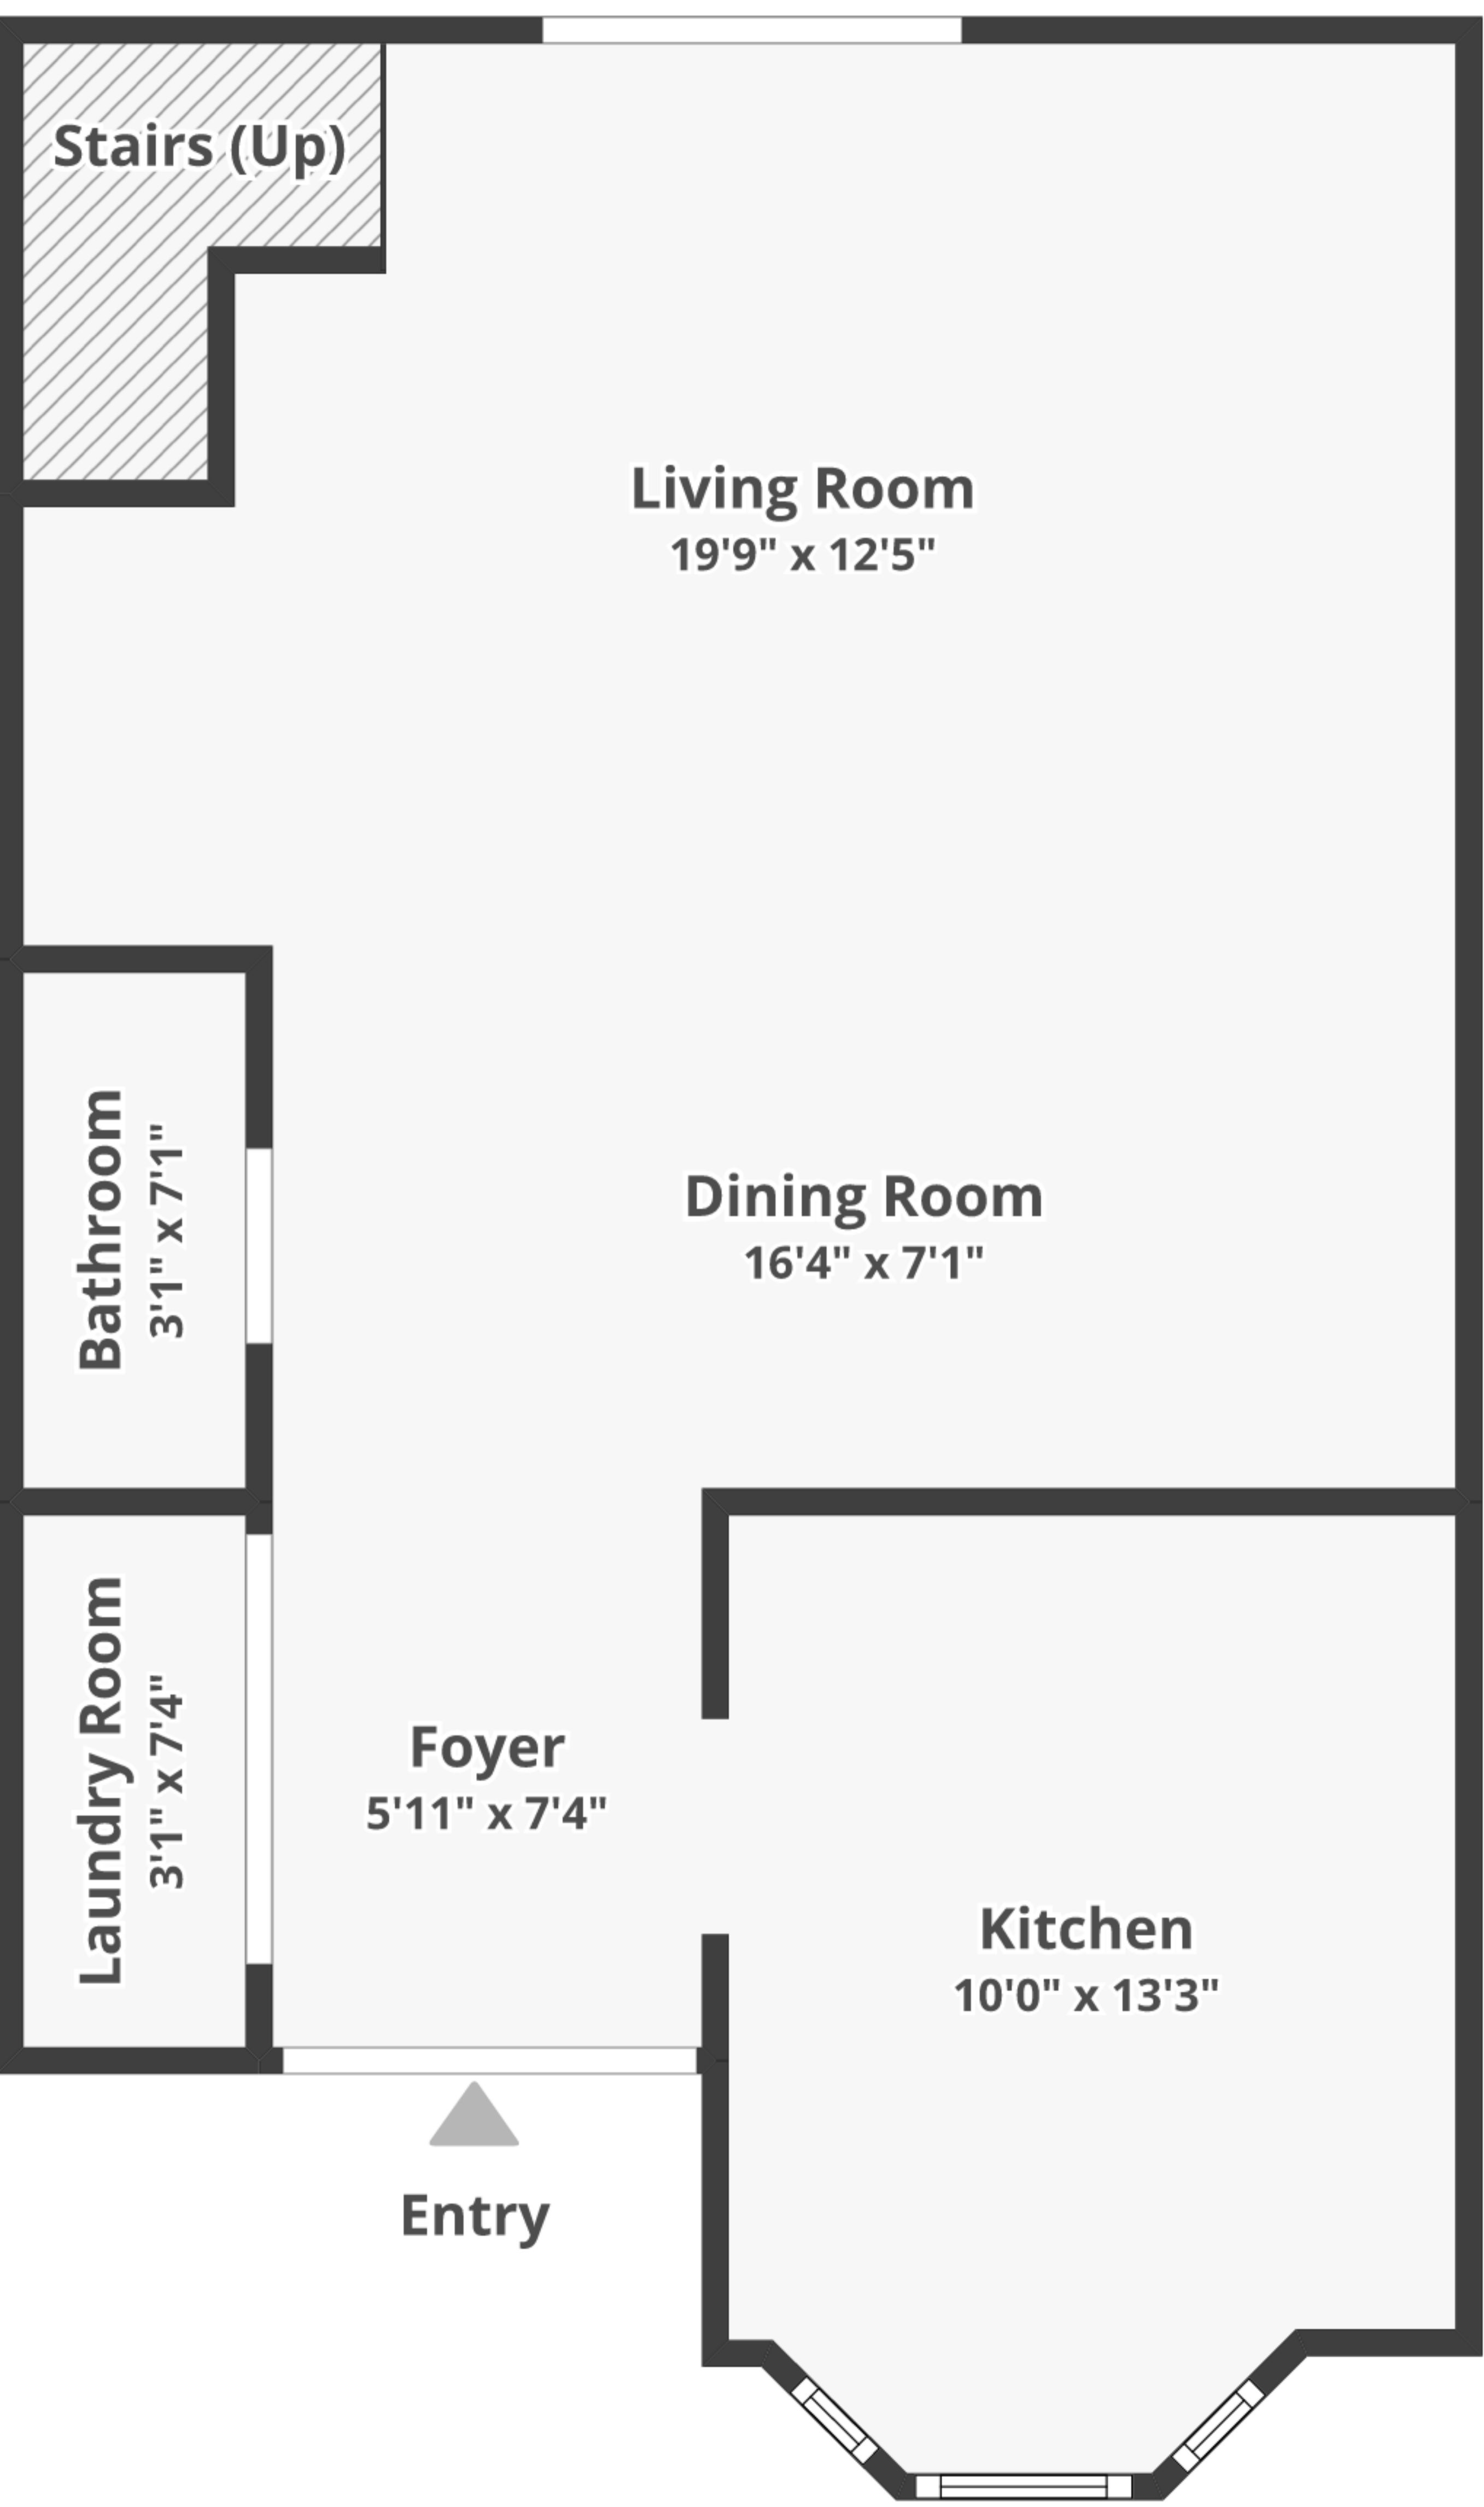 Stairs (Up)
Living Room
19'9" x 12'5"
Bathroom
3'1" x 7'1"
Dining Room
16'4" x 7'1"
Laundry Room
3'1" x 7'4"
Foyer
5'11" x 7'4"
Kitchen
10'0" x 13'3"
Entry